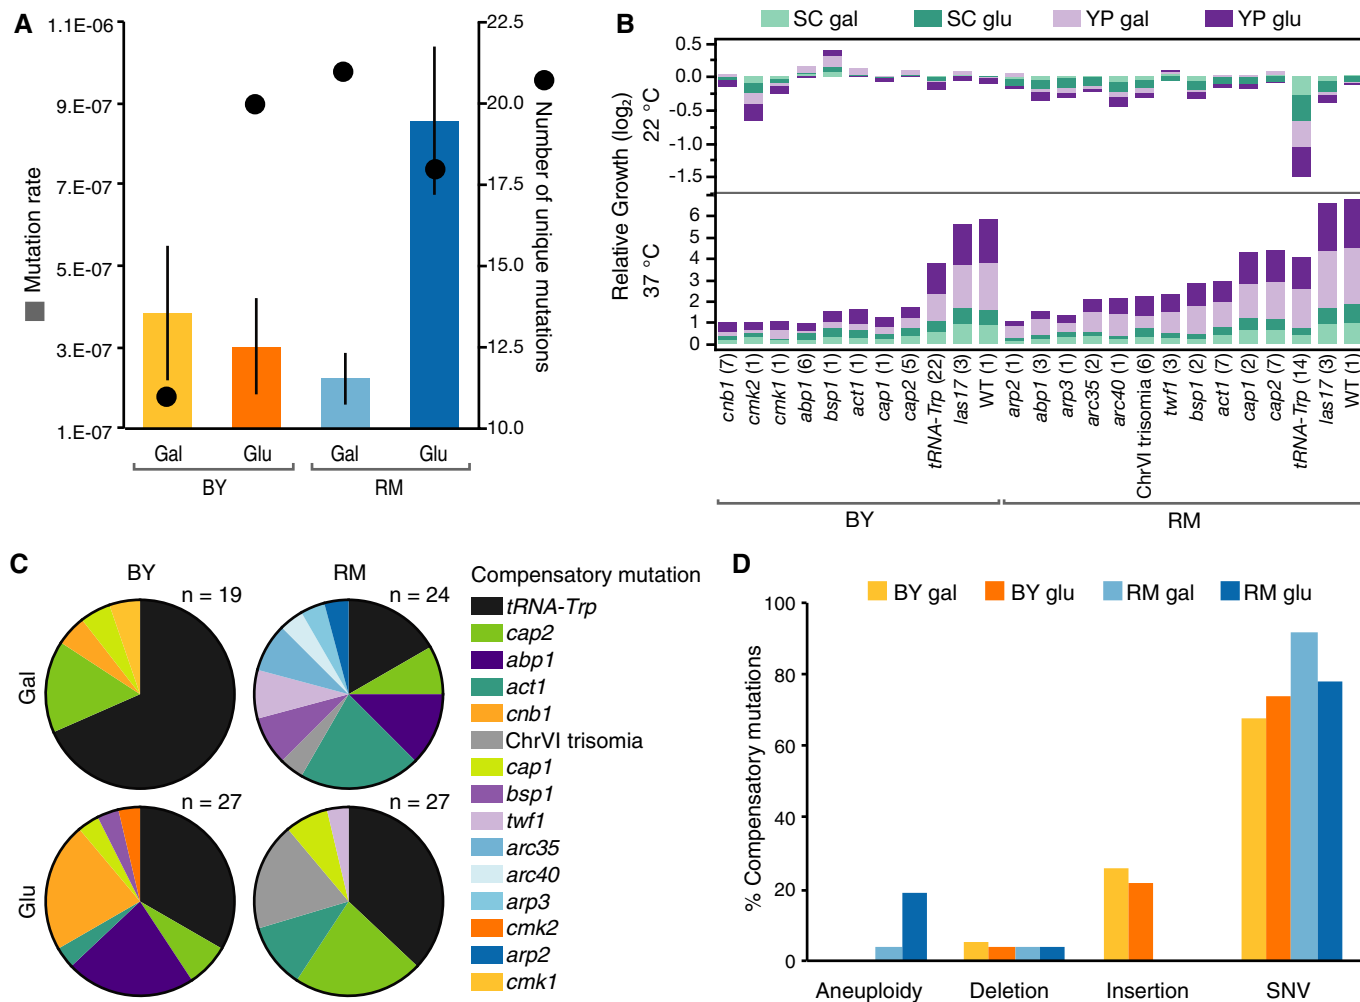 A
1.1E-06
9.E-07
7.E-07
5.E-07
3.E-07
1.E-07
Mutation rate
22.5
20.0
17.5
15.0
12.5
10.0
Number of unique mutations
Gal
Glu
Gal
Glu
BY
RM
B
SC gal
SC glu
YP gal
YP glu
0.5
0.0
-0.5
-1.0
-1.5
6
5
4
3
2
1
0
Relative Growth (log₂)
22 °C
37 °C
cnb1 (7)
cmk2 (1)
cmk1 (1)
abp1 (6)
bsp1 (1)
act1 (1)
cap1 (1)
cap2 (5)
tRNA-Trp (22)
las17 (3)
WT (1)
arp2 (1)
abp1 (3)
arp3 (1)
arc35 (2)
arc40 (1)
ChrVI trisomia (6)
twf1 (3)
bsp1 (2)
act1 (7)
cap1 (2)
cap2 (7)
tRNA-Trp (14)
las17 (3)
WT (1)
BY
RM
C
BY
RM
Gal
Glu
n = 19
n = 24
n = 27
n = 27
Compensatory mutation
tRNA-Trp
cap2
abp1
act1
cnb1
ChrVI trisomia
cap1
bsp1
twf1
arc35
arc40
arp3
cmk2
arp2
cmk1
D
BY gal
BY glu
RM gal
RM glu
100
80
60
40
20
0
% Compensatory mutations
Aneuploidy
Deletion
Insertion
SNV